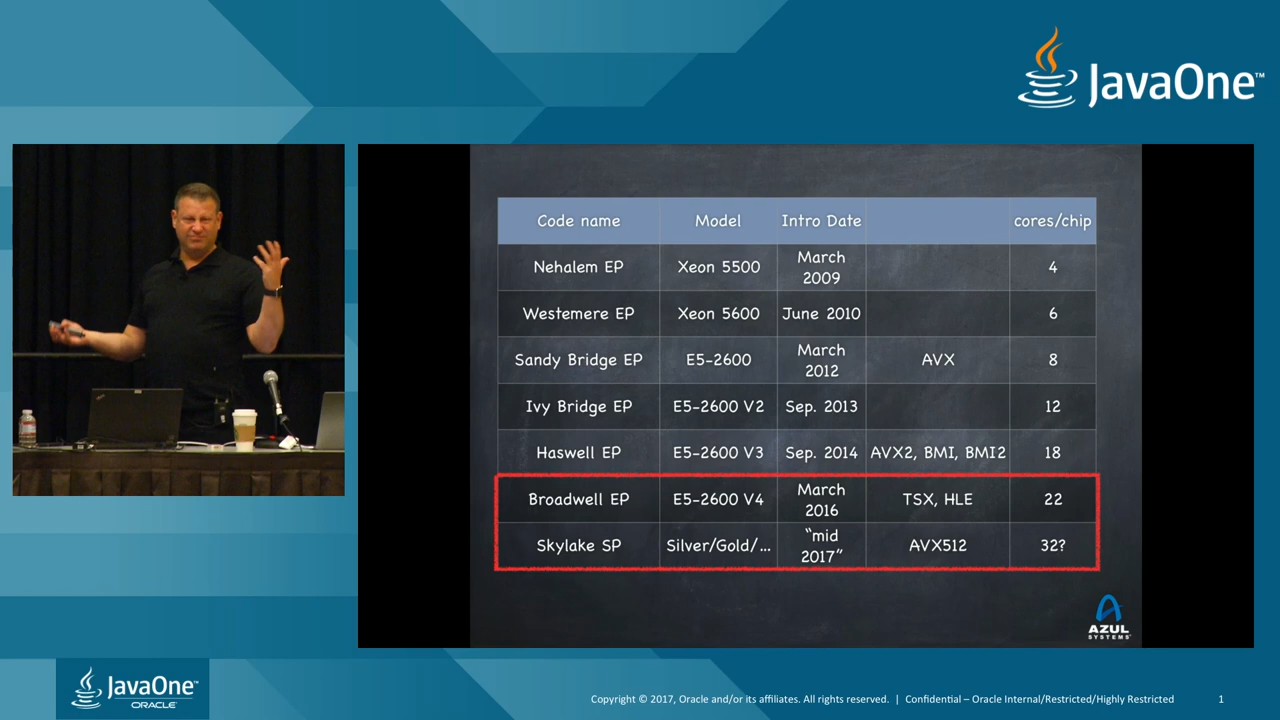 JavaOne™
Code name Model Intro Date cores/chip
Nehalem EP Xeon 5500 March 2009 4
Westemere EP Xeon 5600 June 2010 6
Sandy Bridge EP E5-2600 March 2012 AVX 8
Ivy Bridge EP E5-2600 V2 Sep. 2013 12
Haswell EP E5-2600 V3 Sep. 2014 AVX2, BMI, BMI2 18
Broadwell EP E5-2600 V4 March 2016 TSX, HLE 22
Skylake SP Silver/Gold/... "mid 2017" AVX512 32?
AZUL
SYSTEMS
JavaOne™
ORACLE
Copyright © 2017, Oracle and/or its affiliates. All rights reserved. | Confidential – Oracle Internal/Restricted/Highly Restricted 1